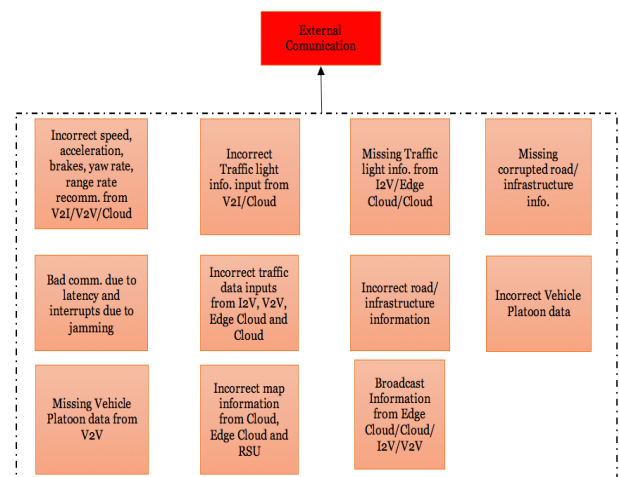 External
Comunication
Incorrect speed,
acceleration,
brakes, yaw rate,
range rate
recomm. from
V2I/V2V/Cloud
Incorrect
Traffic light
info. input from
V2I/Cloud
Missing Traffic
light info. from
I2V/Edge
Cloud/Cloud
Missing
corrupted road/
infrastructure
info.
Bad comm. due to
latency and
interrupts due to
jamming
Incorrect traffic
data inputs
from I2V, V2V,
Edge Cloud and
Cloud
Incorrect road/
infrastructure
information
Incorrect Vehicle
Platoon data
Missing Vehicle
Platoon data from
V2V
Incorrect map
information
from Cloud,
Edge Cloud and
RSU
Broadcast
Information
from Edge
Cloud/Cloud/
I2V/V2V